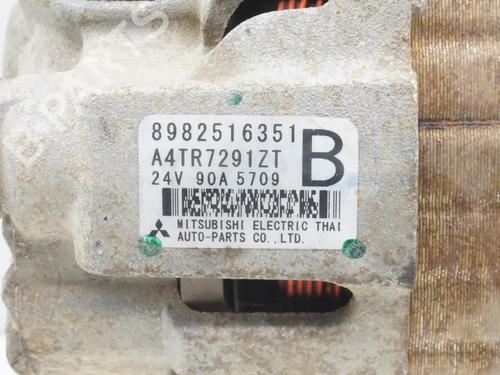 8982516351
A4TR7291ZT
B
24V 90A 5709
MITSUBISHI ELECTRIC THAI
AUTO-PARTS CO.,LTD.